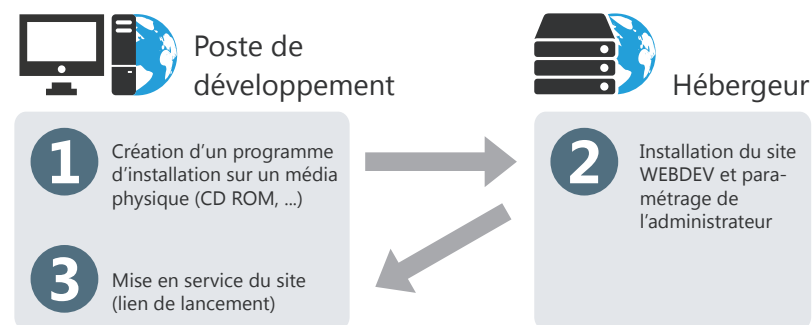 Poste de
développement
Hébergeur
1
Création d'un programme
d'installation sur un média
physique (CD ROM, ...)
2
Installation du site
WEBDEV et para-
métrage de
l'administrateur
3
Mise en service du site
(lien de lancement)